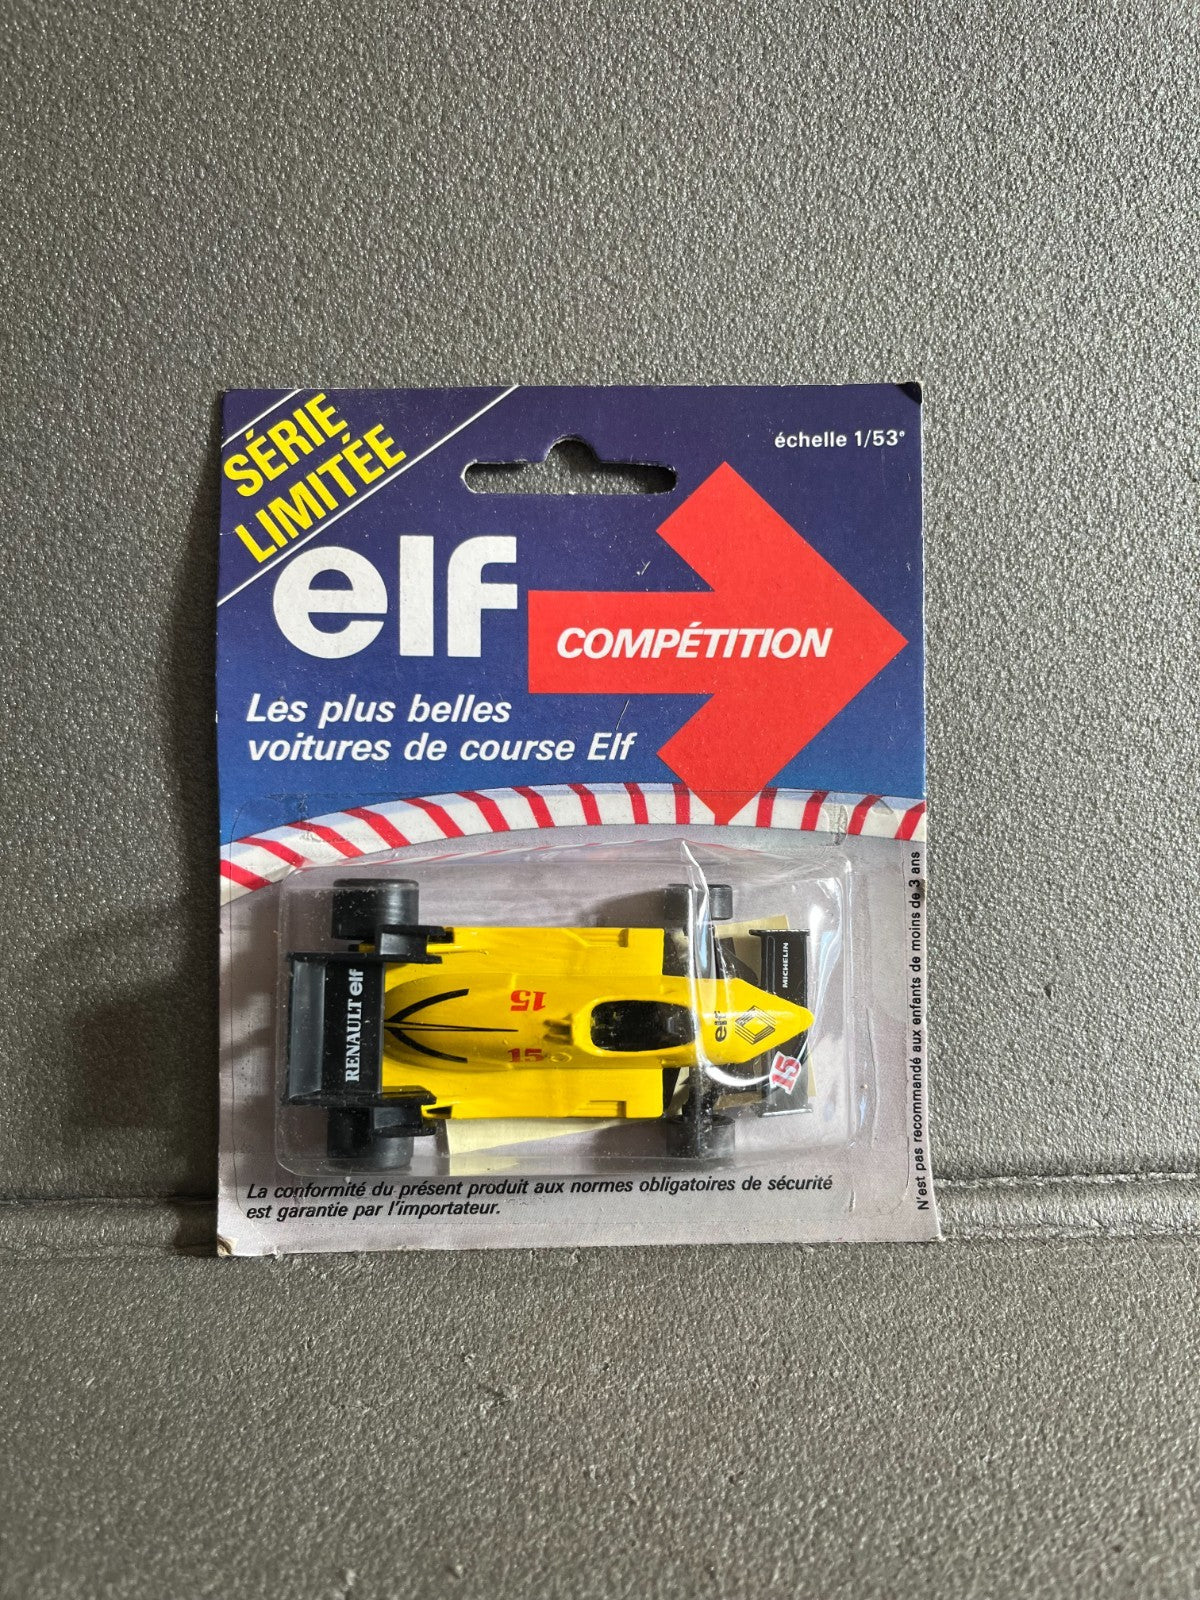 SÉRIE
LIMITÉE
échelle 1/53°
elf
COMPÉTITION
Les plus belles
voitures de course Elf
RENAULT elf
15
15
elf
15
MICHELIN
La conformité du présent produit aux normes obligatoires de sécurité
est garantie par l'importateur.
N'est pas recommandé aux enfants de moins de 3 ans